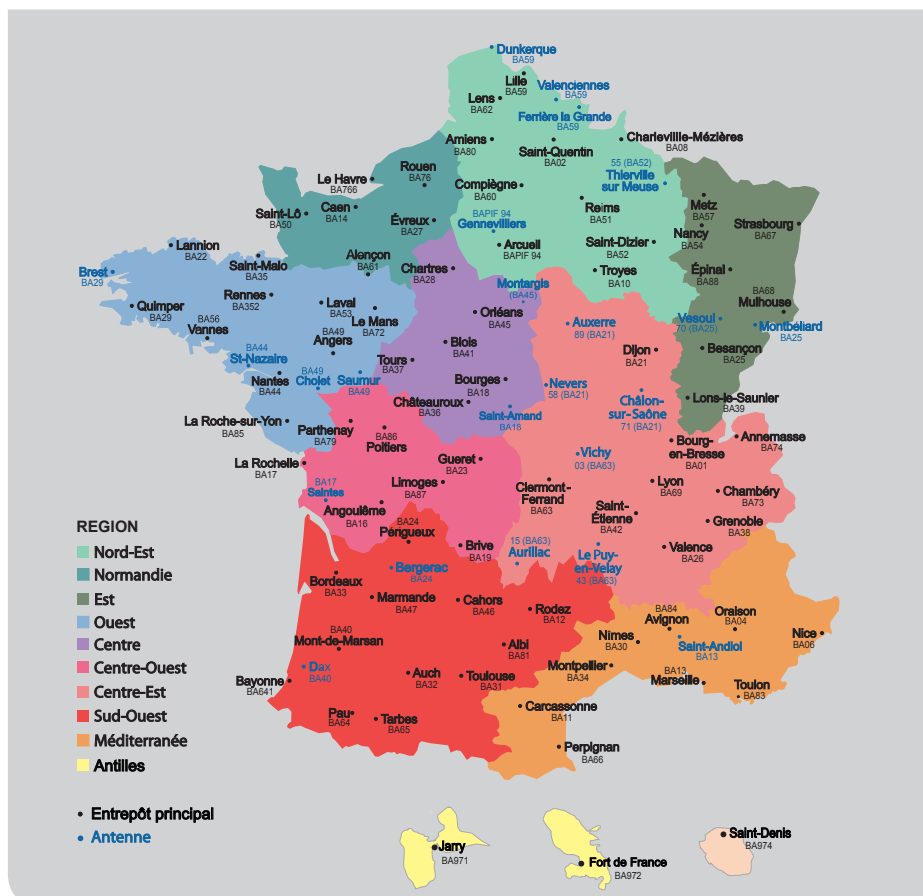 Dunkerque
BA59
Lille
BA59
Valenciennes
BA59
Lens
BA62
Ferrière la Grande
BA59
Amiens
BA80
Saint-Quentin
BA02
Charlevillle-Mézières
BA08
Rouen
BA76
Le Havre
BA766
Compiègne
BA60
55 (BA52)
Thierville
sur Meuse
Metz
BA57
Saint-Lô
BA50
Caen
BA14
Évreux
BA27
BAPIF 94
Gennevilliers
Reims
BA51
Nancy
BA54
Strasbourg
BA67
Lannion
BA22
Arcueil
BAPIF 94
Saint-Dizier
BA52
Brest
BA29
Saint-Malo
BA35
Alençon
BA61
Chartres
BA28
Troyes
BA10
Épinal
BA88
Montargis
(BA45)
BA68
Mulhouse
Quimper
BA29
Rennes
BA352
Laval
BA53
Le Mans
BA72
Orléans
BA45
Auxerre
89 (BA21)
Vesoul
70 (BA25)
Montbéliard
BA25
BA56
Vannes
BA49
Angers
Blois
BA41
Dijon
BA21
Besançon
BA25
BA44
St-Nazaire
Nantes
BA44
BA49
Cholet
Saumur
BA49
Tours
BA37
Bourges
BA18
Nevers
58 (BA21)
Châteauroux
BA36
Saint-Amand
BA18
Châlon-
sur-Saône
71 (BA21)
Lons-le-Saunier
BA39
La Roche-sur-Yon
BA85
Parthenay
BA79
BA86
Poitiers
Bourg-
en-Bresse
BA01
Annemasse
BA74
La Rochelle
BA17
Gueret
BA23
Vichy
03 (BA63)
BA17
Saintes
Limoges
BA87
Clermont-
Ferrand
BA63
Lyon
BA69
Chambéry
BA73
Angoulême
BA16
Saint-
Étienne
BA42
Grenoble
BA38
BA24
Périgueux
Brive
BA19
15 (BA63)
Aurillac
Le Puy-
en-Velay
43 (BA63)
Valence
BA26
Bordeaux
BA33
Bergerac
BA24
Marmande
BA47
Cahors
BA46
Rodez
BA12
BA84
Avignon
Oraison
BA04
BA40
Mont-de-Marsan
Albi
BA81
Nimes
BA30
Saint-Andiol
BA13
Nice
BA06
Dax
BA40
Bayonne
BA641
Auch
BA32
Toulouse
BA31
Montpellier
BA34
BA13
Marseille
Toulon
BA83
Pau
BA64
Tarbes
BA65
Carcassonne
BA11
Perpignan
BA66
REGION
Nord-Est
Normandie
Est
Ouest
Centre
Centre-Ouest
Centre-Est
Sud-Ouest
Méditerranée
Antilles
Entrepôt principal
Antenne
Jarry
BA971
Fort de France
BA972
Saint-Denis
BA974